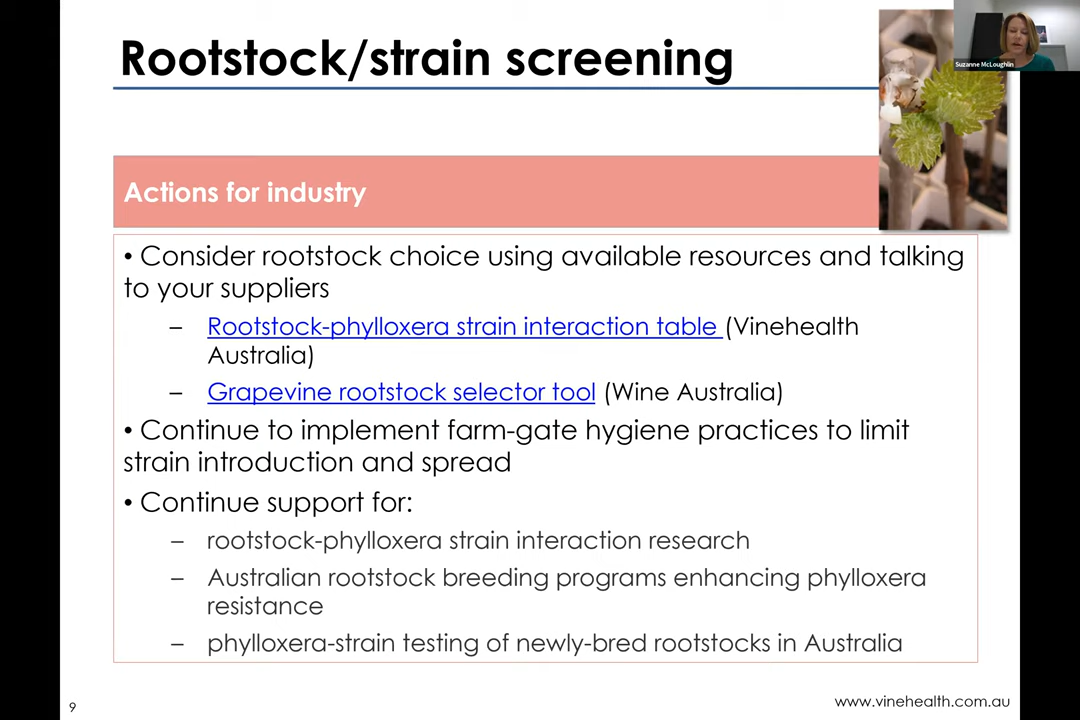 Rootstock/strain screening
Suzanne McLoughlin
Actions for industry
• Consider rootstock choice using available resources and talking
to your suppliers
– Rootstock-phylloxera strain interaction table (Vinehealth
Australia)
– Grapevine rootstock selector tool (Wine Australia)
• Continue to implement farm-gate hygiene practices to limit
strain introduction and spread
• Continue support for:
– rootstock-phylloxera strain interaction research
– Australian rootstock breeding programs enhancing phylloxera
resistance
– phylloxera-strain testing of newly-bred rootstocks in Australia
9
www.vinehealth.com.au